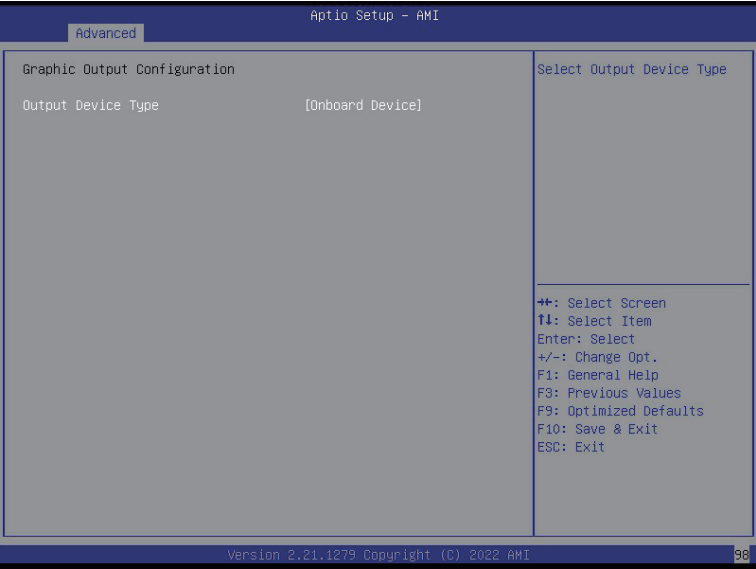 Aptio Setup – AMI
Advanced
Graphic Output Configuration
Output Device Type [Onboard Device]
Select Output Device Type
→←: Select Screen
↑↓: Select Item
Enter: Select
+/-: Change Opt.
F1: General Help
F3: Previous Values
F9: Optimized Defaults
F10: Save & Exit
ESC: Exit
Version 2.21.1279 Copyright (C) 2022 AMI
98